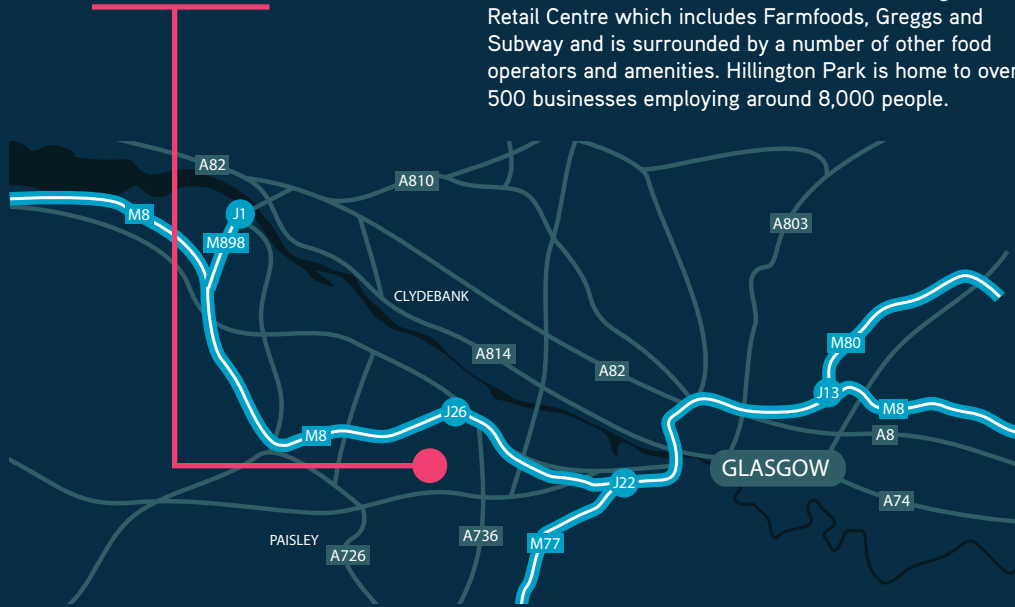 Retail Centre which includes Farmfoods, Greggs and
Subway and is surrounded by a number of other food
operators and amenities. Hillington Park is home to over
500 businesses employing around 8,000 people.
A82
A810
M8
J1
A803
M898
CLYDEBANK
M80
A814
A82
J13
J26
M8
M8
A8
GLASGOW
J22
A74
A736
PAISLEY
M77
A726